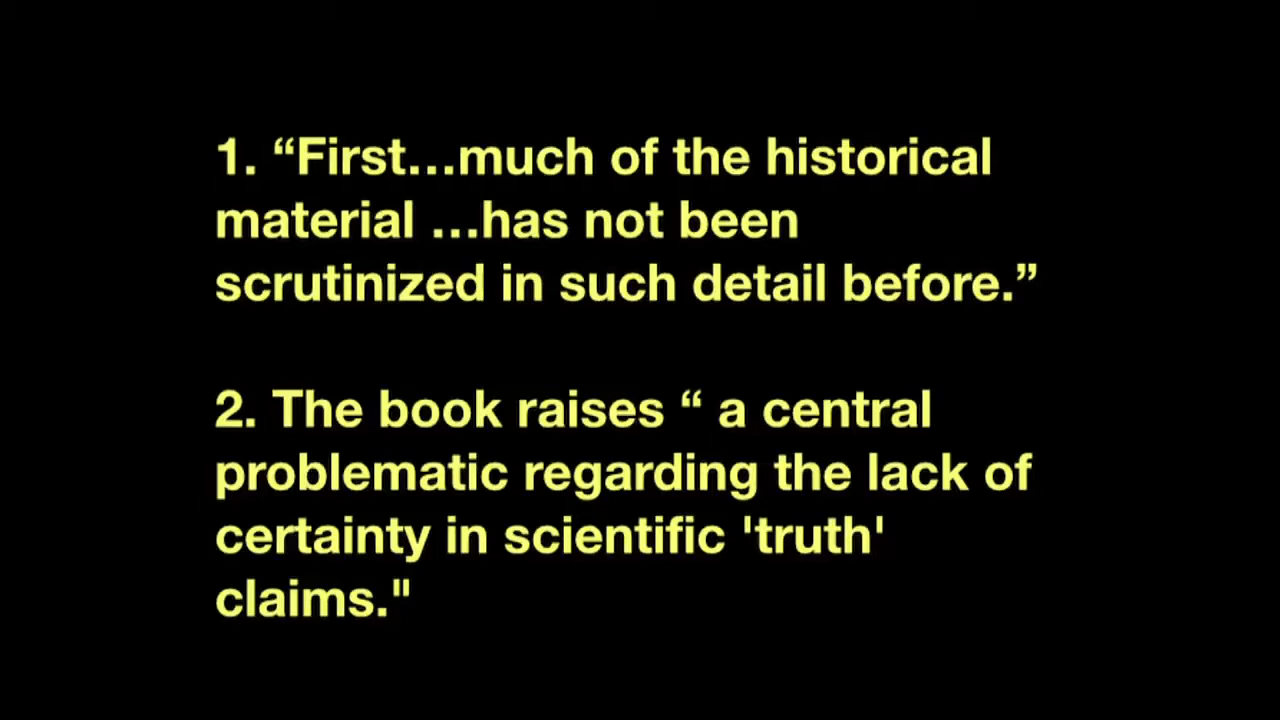 1. “First…much of the historical
material …has not been
scrutinized in such detail before.”
2. The book raises “ a central
problematic regarding the lack of
certainty in scientific 'truth'
claims."